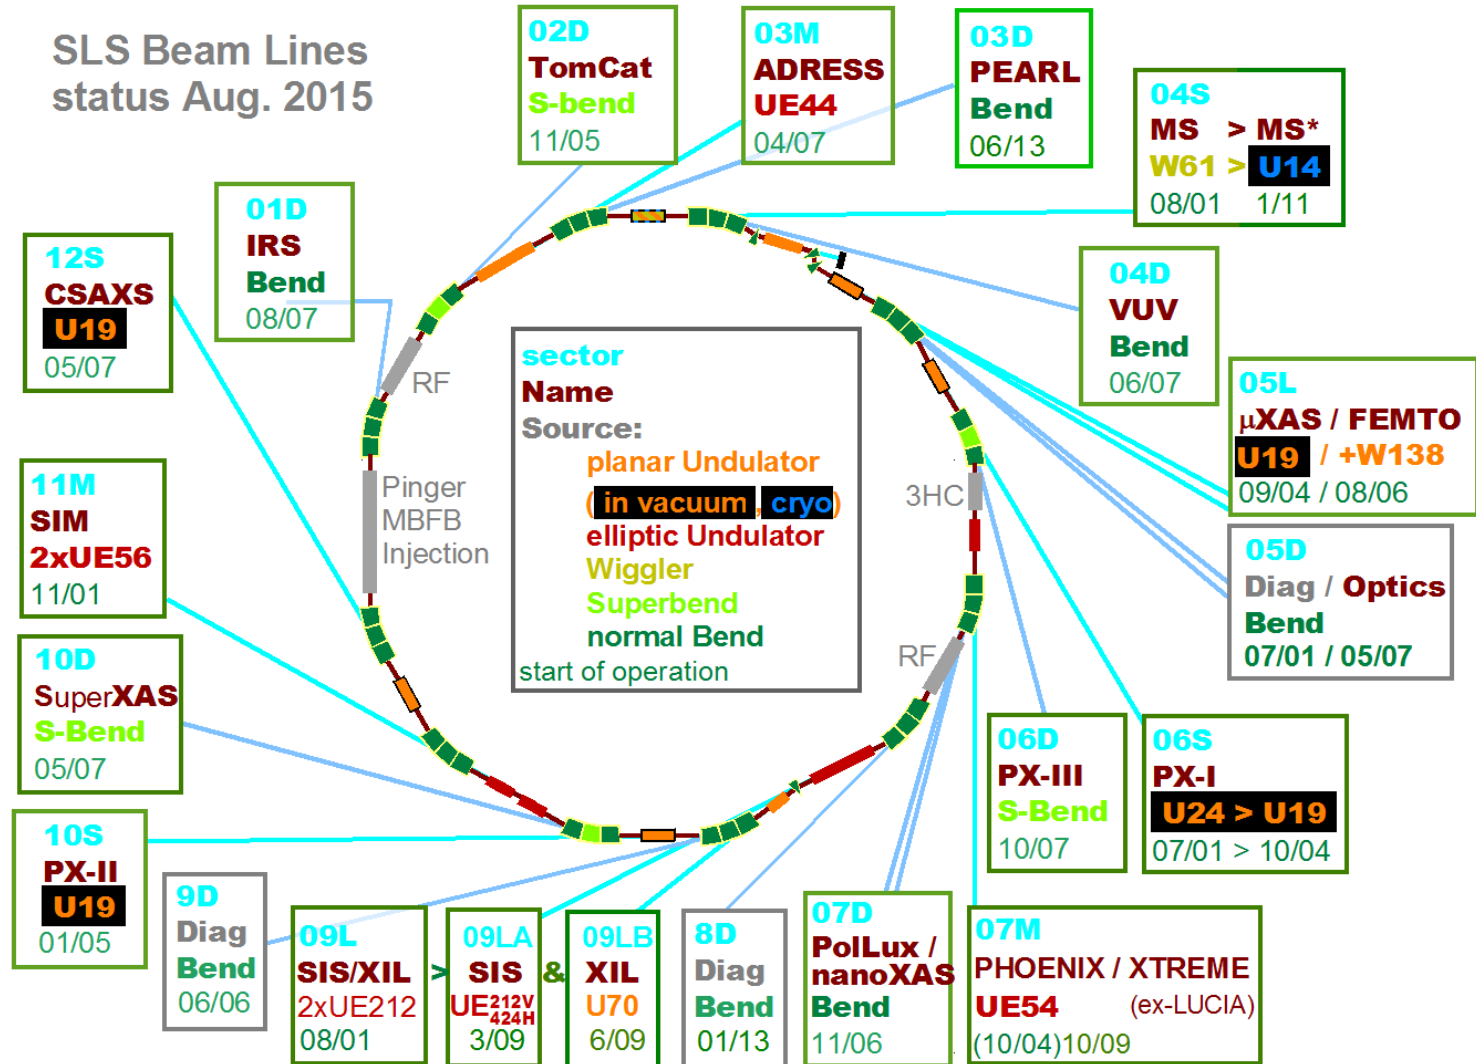 SLS Beam Lines
status Aug. 2015
02D
TomCat
S-bend
11/05
03M
ADRESS
UE44
04/07
03D
PEARL
Bend
06/13
04S
MS > MS*
W61 > U14
08/01 1/11
01D
IRS
Bend
08/07
12S
CSAXS
U19
05/07
04D
VUV
Bend
06/07
05L
µXAS / FEMTO
U19 / +W138
09/04 / 08/06
RF
sector
Name
Source:
planar Undulator
( in vacuum , cryo)
elliptic Undulator
Wiggler
Superbend
normal Bend
start of operation
3HC
Pinger
MBFB
Injection
11M
SIM
2xUE56
11/01
05D
Diag / Optics
Bend
07/01 / 05/07
RF
10D
SuperXAS
S-Bend
05/07
06D
PX-III
S-Bend
10/07
06S
PX-I
U24 > U19
07/01 > 10/04
10S
PX-II
U19
01/05
9D
Diag
Bend
06/06
09L
SIS/XIL >
2xUE212
08/01
09LA
SIS &
UE212V
424H
3/09
09LB
XIL
U70
6/09
8D
Diag
Bend
01/13
07D
PolLux /
nanoXAS
Bend
11/06
07M
PHOENIX / XTREME
UE54 (ex-LUCIA)
(10/04)10/09